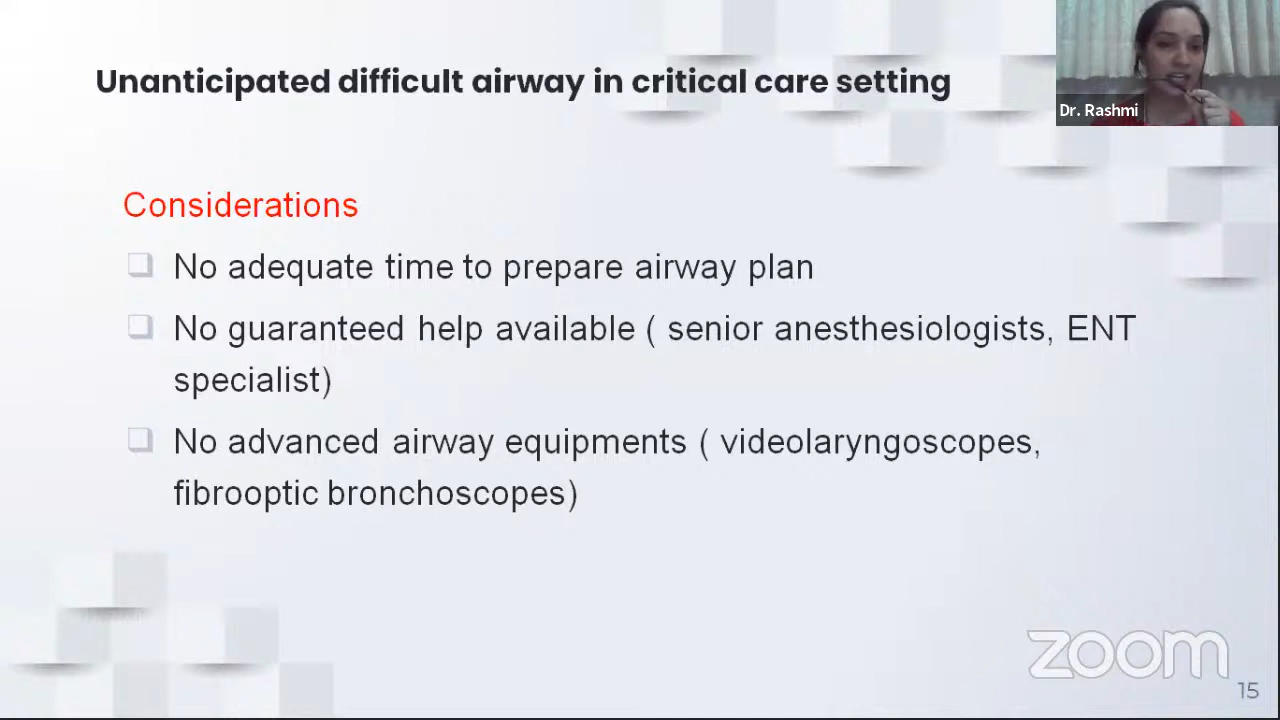 Unanticipated difficult airway in critical care setting
Dr. Rashmi
Considerations
No adequate time to prepare airway plan
No guaranteed help available ( senior anesthesiologists, ENT
specialist)
No advanced airway equipments ( videolaryngoscopes,
fibrooptic bronchoscopes)
zoom
15